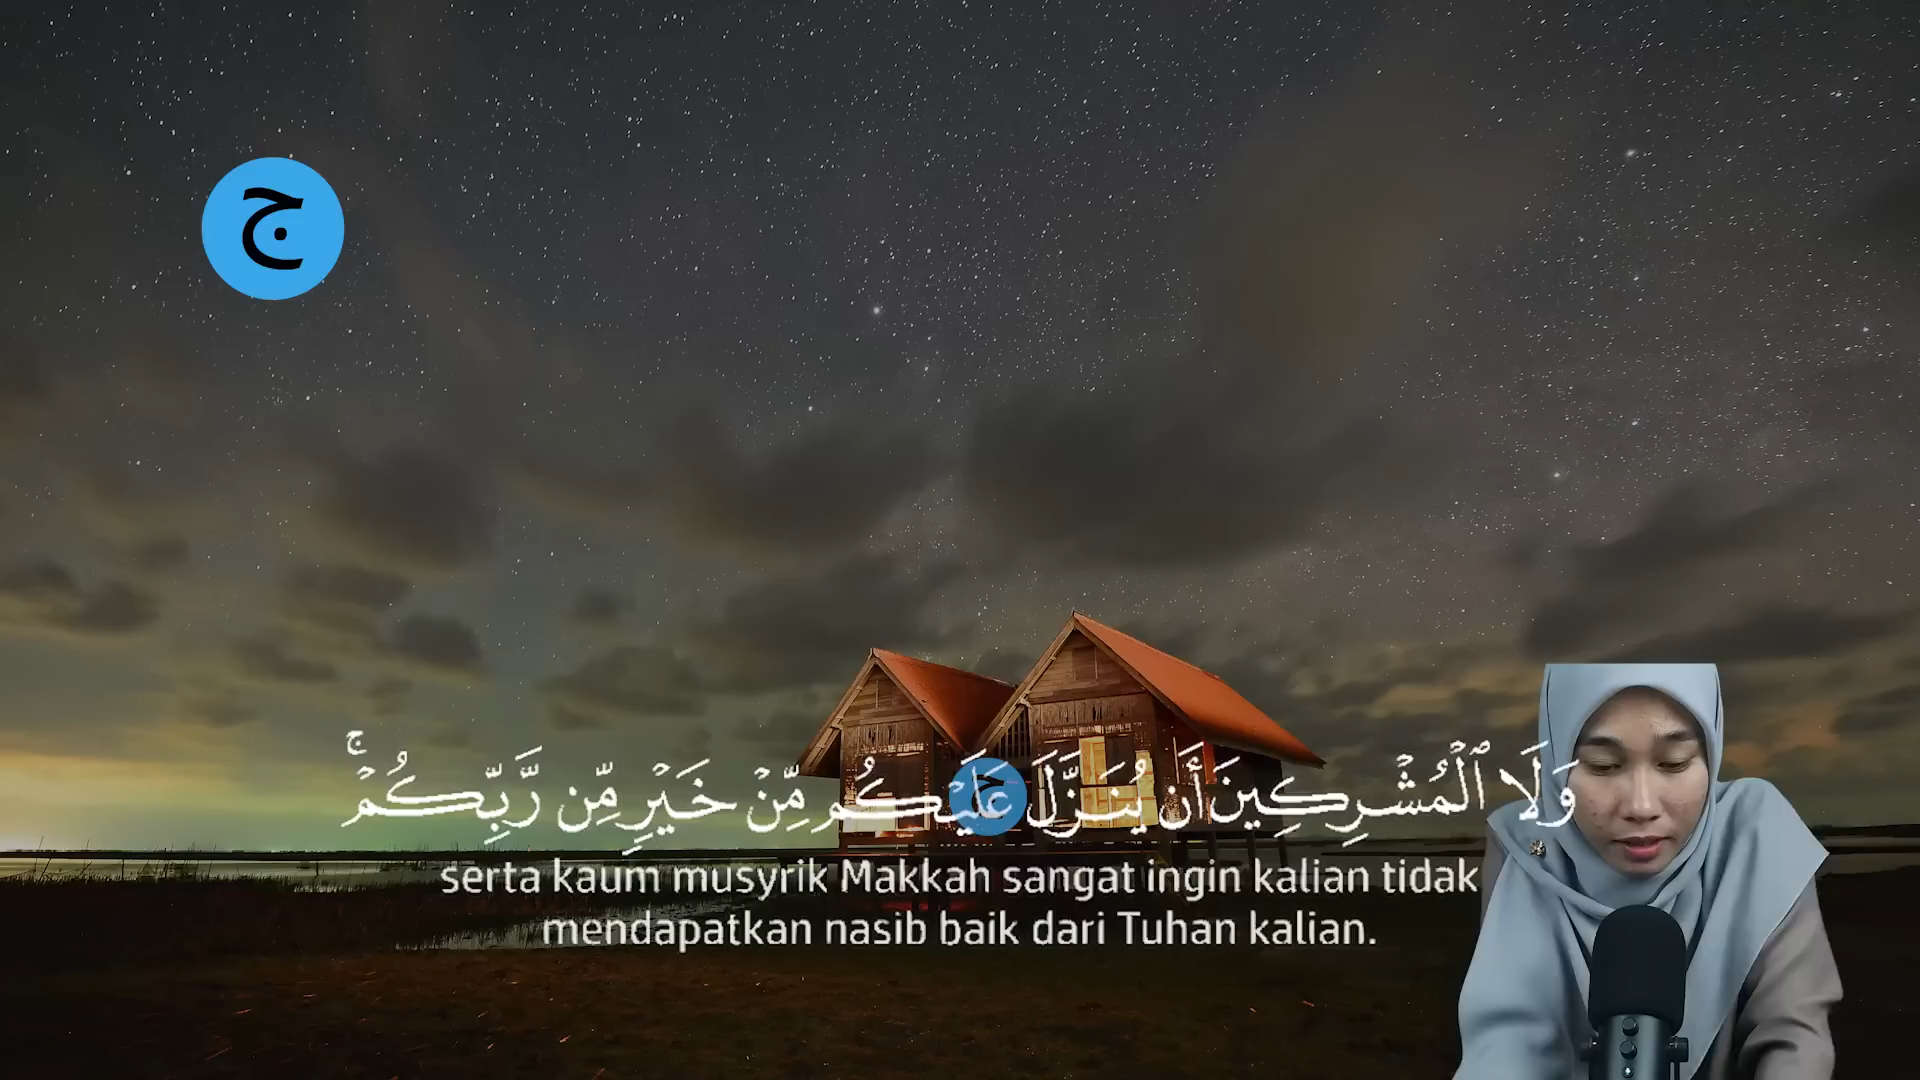 ج
وَلَا ٱلْمُشْرِكِينَ أَن يُنَزَّلَ عَلَيْكُم مِّنْ خَيْرٍ مِّن رَّبِّكُمْ ۚ
serta kaum musyrik Makkah sangat ingin kalian tidak
mendapatkan nasib baik dari Tuhan kalian.